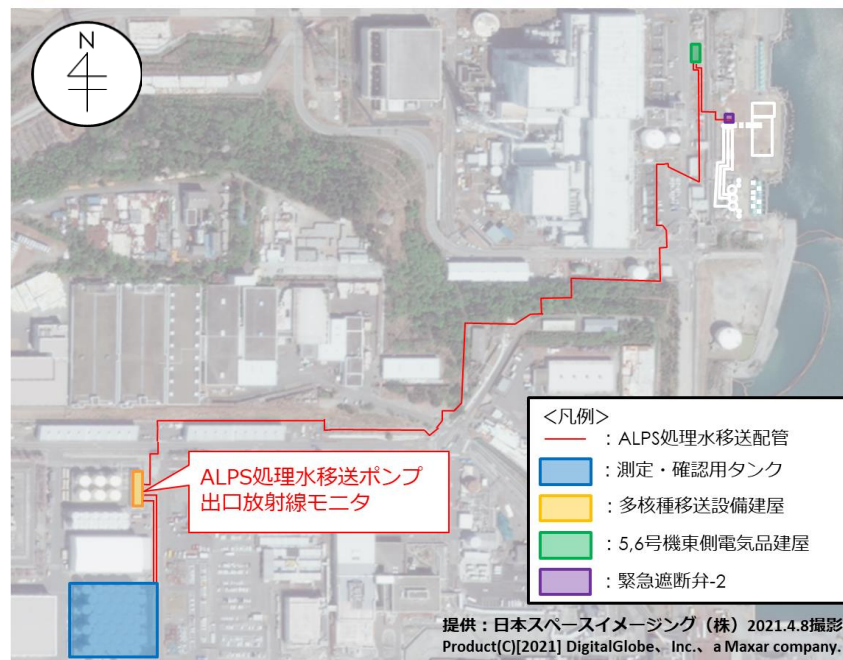 N
ALPS処理水移送ポンプ
出口放射線モニタ
<凡例>
：ALPS処理水移送配管
：測定・確認用タンク
：多核種移送設備建屋
：5,6号機東側電気品建屋
：緊急遮断弁-2
提供：日本スペースイメージング（株）2021.4.8撮影
Product(C)[2021] DigitalGlobe、Inc.、a Maxar company.